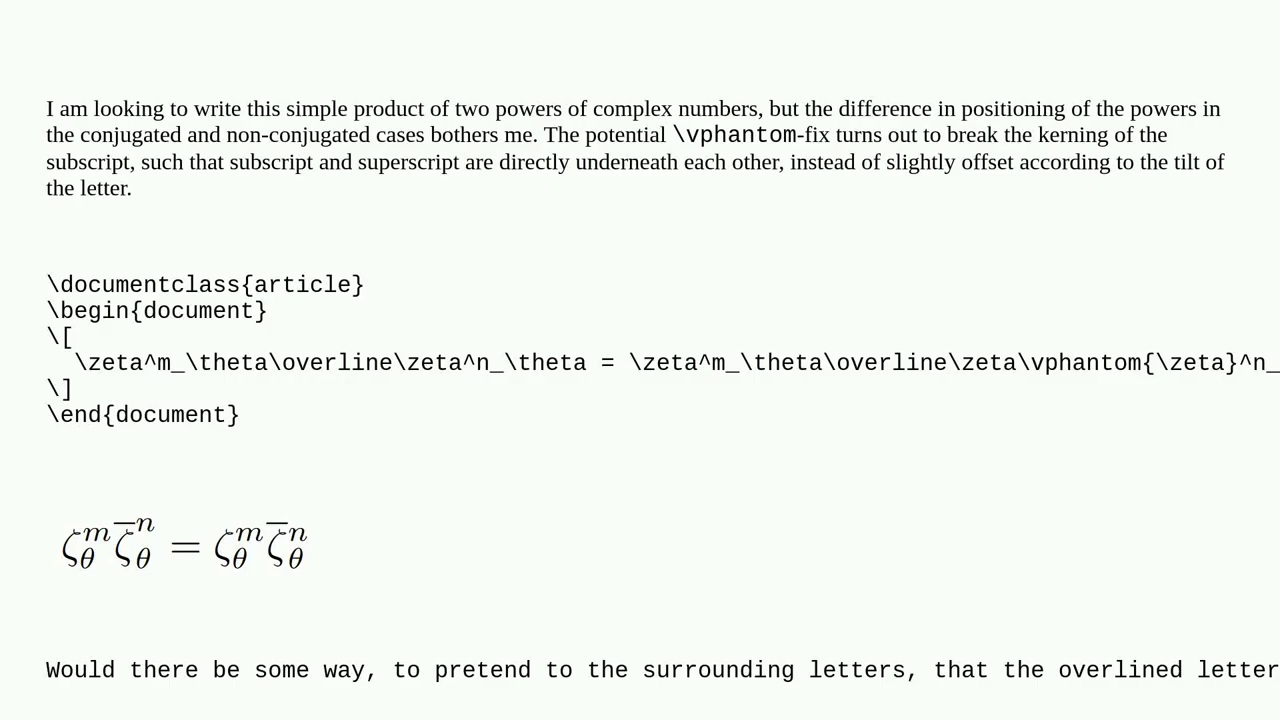 I am looking to write this simple product of two powers of complex numbers, but the difference in positioning of the powers in
the conjugated and non-conjugated cases bothers me. The potential \vphantom-fix turns out to break the kerning of the
subscript, such that subscript and superscript are directly underneath each other, instead of slightly offset according to the tilt of
the letter.
\documentclass{article}
\begin{document}
\[
  \zeta^m_\theta\overline\zeta^n_\theta = \zeta^m_\theta\overline\zeta\vphantom{\zeta}^n_
\]
\end{document}
ζ^m_θ ζ̅^n_θ = ζ^m_θ ζ̅^n_θ
Would there be some way, to pretend to the surrounding letters, that the overlined letter